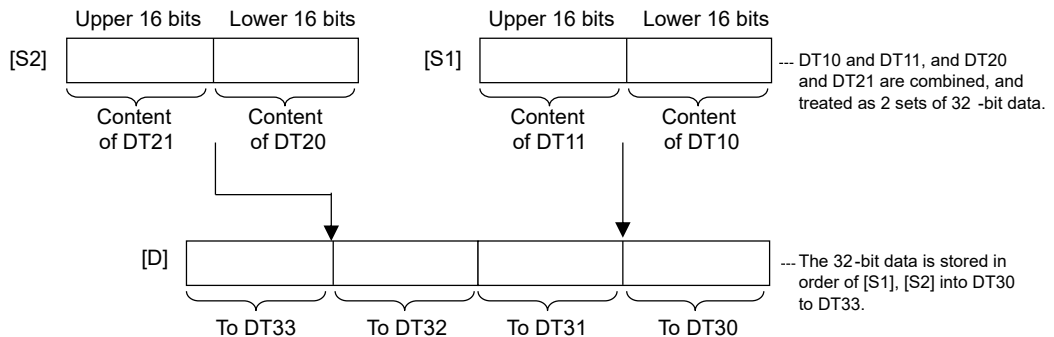 Upper 16 bits Lower 16 bits Upper 16 bits Lower 16 bits
[S2] [S1]
--- DT10 and DT11, and DT20
and DT21 are combined, and
treated as 2 sets of 32 -bit data.
Content
of DT21
Content
of DT20
Content
of DT11
Content
of DT10
[D]
--- The 32-bit data is stored in
order of [S1], [S2] into DT30
to DT33.
To DT33 To DT32 To DT31 To DT30